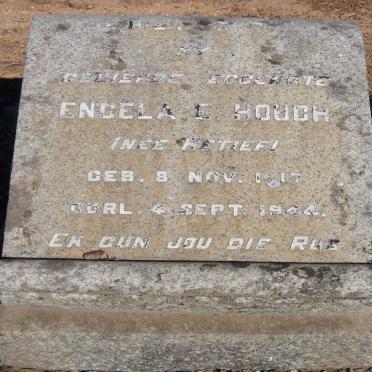 MY
GELIEFDE EGGENOTE
ENGELA E. HOUGH
(NEE RETIEF)
GEB. 8 NOV. 1917
OORL. 4 SEPT. 1944.
EK GUN JOU DIE RUS